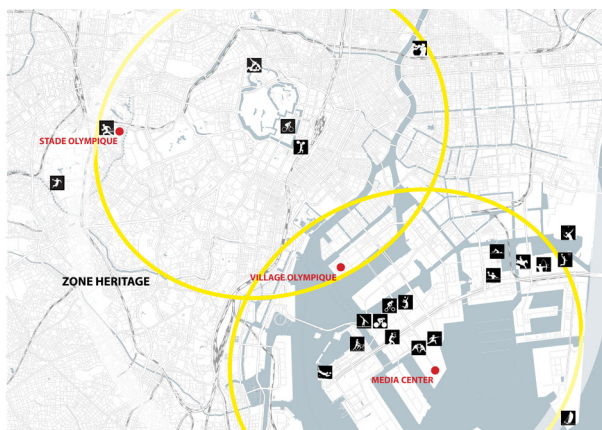 STADE OLYMPIQUE
VILLAGE OLYMPIQUE
ZONE HERITAGE
MEDIA CENTER